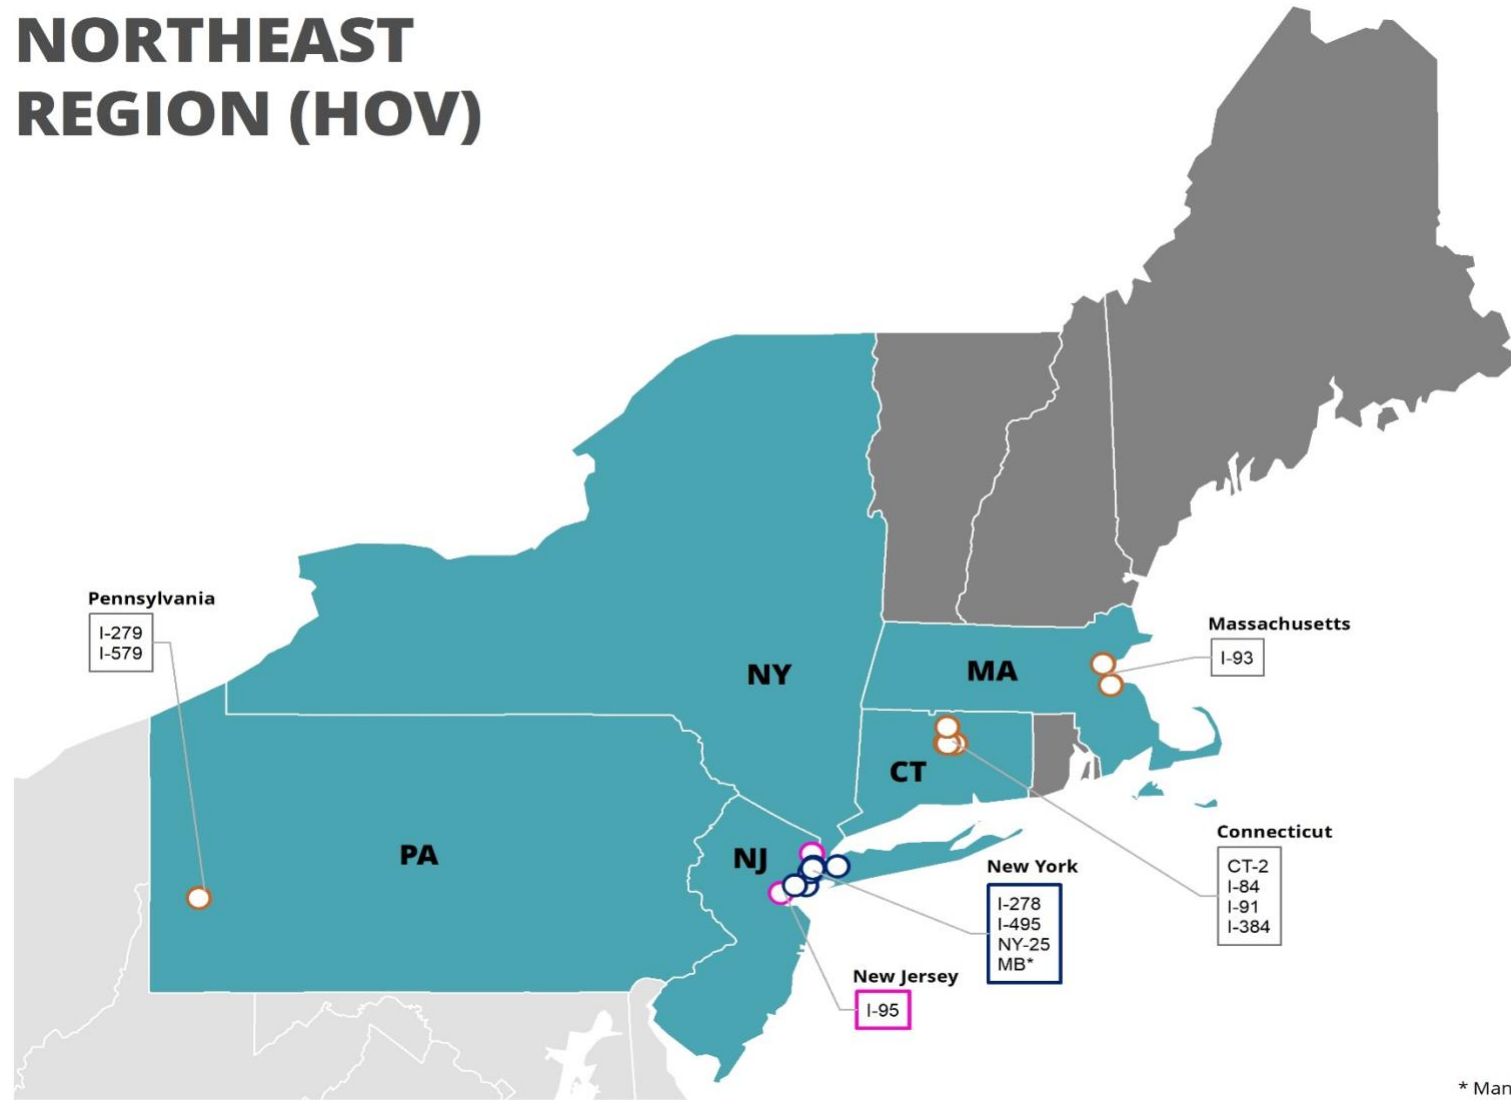 NORTHEAST
REGION (HOV)
Pennsylvania
I-279
I-579
NY
MA
Massachusetts
I-93
CT
PA
NJ
Connecticut
CT-2
I-84
I-91
I-384
New York
I-278
I-495
NY-25
MB*
New Jersey
I-95
* Man